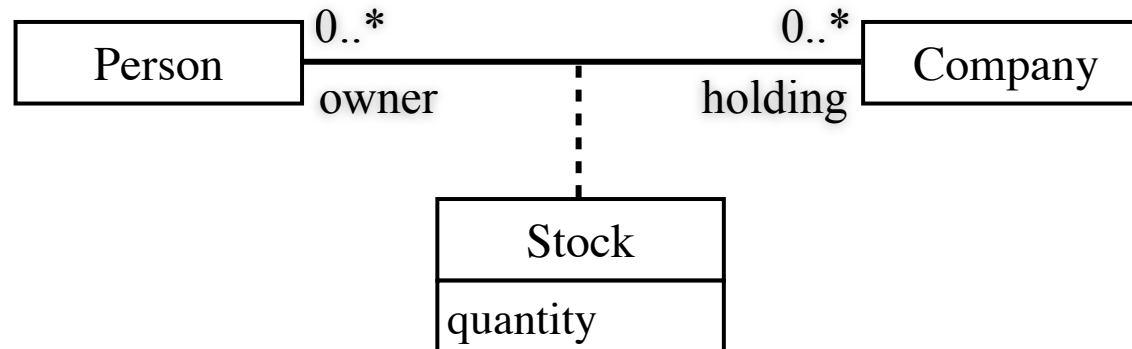 0..* 0..*
Person Company
owner holding
Stock
quantity